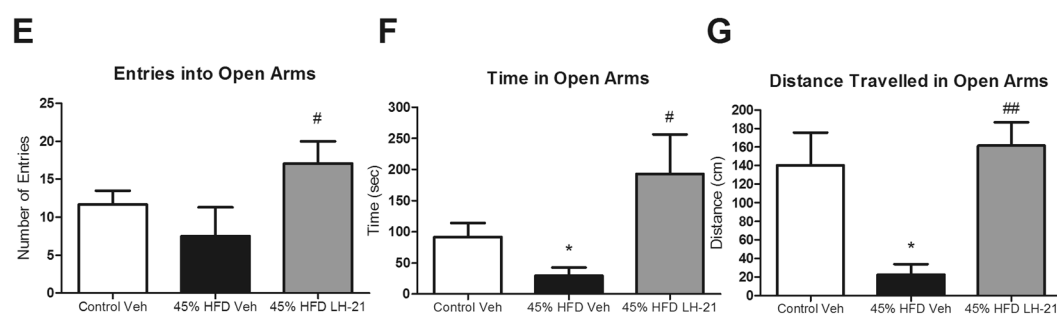 E
Entries into Open Arms
Number of Entries
25
20
15
10
5
0
#
Control Veh
45% HFD Veh
45% HFD LH-21
F
Time in Open Arms
Time (sec)
300
250
200
150
100
50
0
*
#
Control Veh
45% HFD Veh
45% HFD LH-21
G
Distance Travelled in Open Arms
Distance (cm)
200
180
160
140
120
100
80
60
40
20
0
*
##
Control Veh
45% HFD Veh
45% HFD LH-21